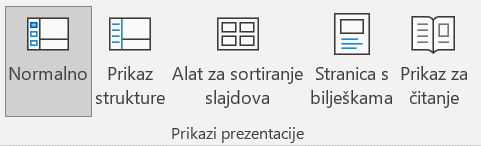 Normalno
Prikaz
strukture
Alat za sortiranje
slajdova
Stranica s
bilješkama
Prikaz za
čitanje
Prikazi prezentacije